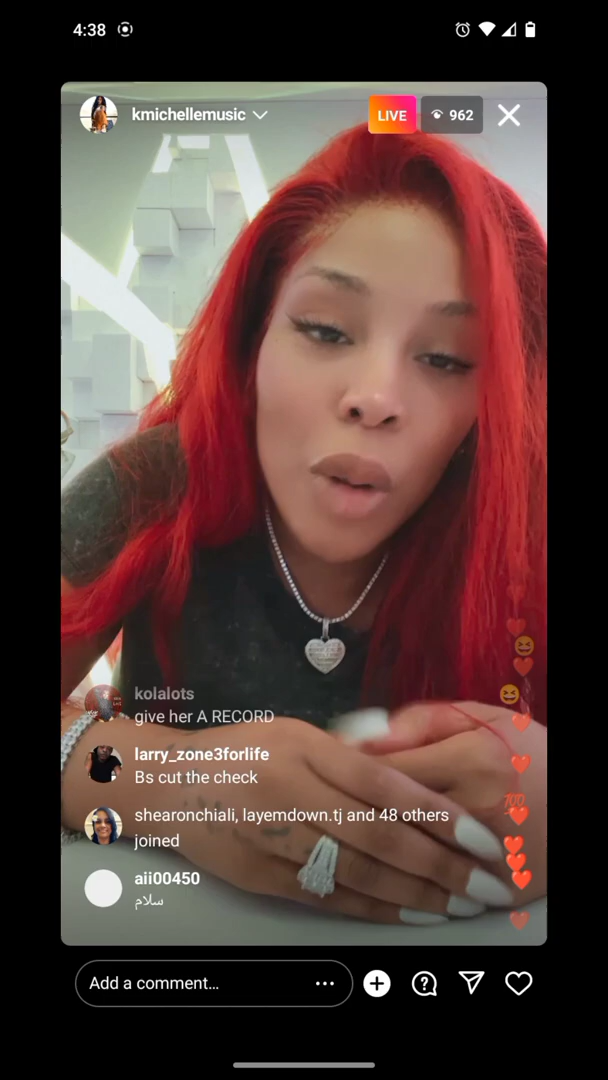 4:38
kmichellemusic
LIVE
962
kolalots
give her A RECORD
larry_zone3forlife
Bs cut the check
shearonchiali, layemdown.tj and 48 others
joined
aii00450
سلام
Add a comment...